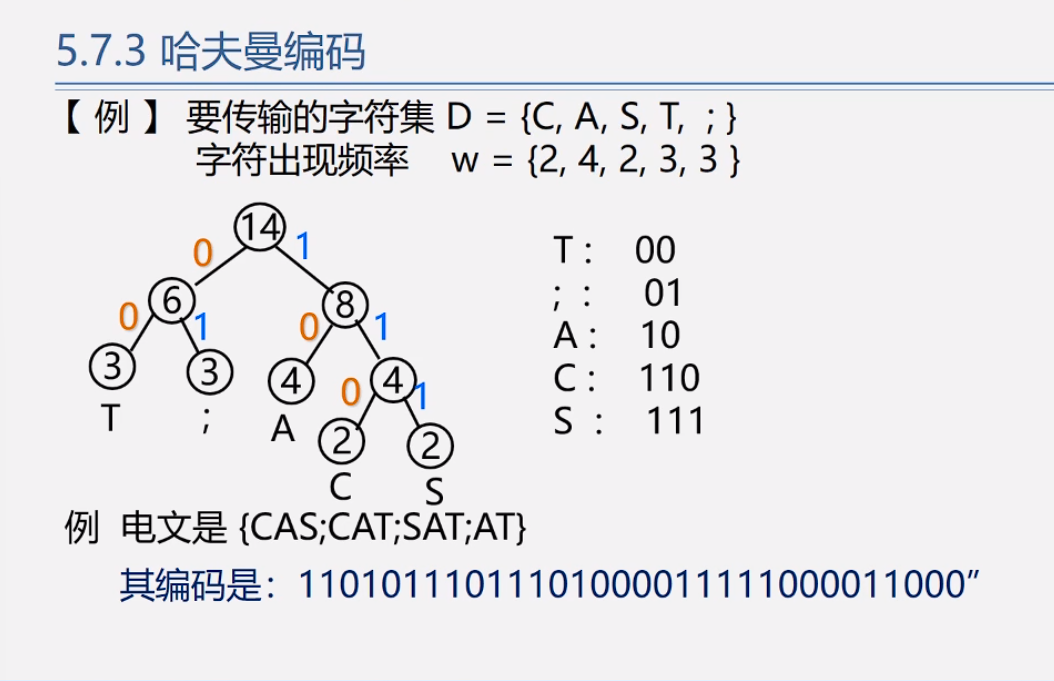 5.7.3 哈夫曼编码
【 例 】 要传输的字符集 D = {C, A, S, T, ; }
字符出现频率 w = {2, 4, 2, 3, 3 }
14
0 1
6 8
0 1 0 1
3 3 4 4
T ; A 0 1
2 2
C S
T : 00
; : 01
A : 10
C : 110
S : 111
例 电文是 {CAS;CAT;SAT;AT}
其编码是：11010111011101000011111000011000”